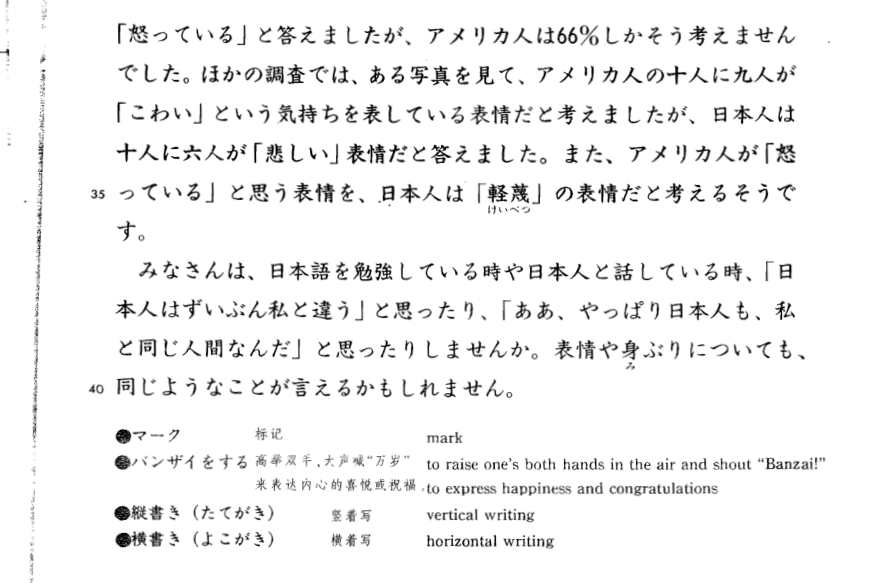 「怒っている」と答えましたが、アメリカ人は66%しかそう考えません
でした。ほかの調査では、ある写真を見て、アメリカ人の十人に九人が
「こわい」という気持ちを表している表情だと考えましたが、日本人は
十人に六人が「悲しい」表情だと答えました。また、アメリカ人が「怒
35 っている」と思う表情を、日本人は「軽蔑」の表情だと考えるそうで
けいべつ
す。
みなさんは、日本語を勉強している時や日本人と話している時、「日
本人はずいぶん私と違う」と思ったり、「ああ、やっぱり日本人も、私
と同じ人間なんだ」と思ったりしませんか。表情や身ぶりについても、
み
40 同じようなことが言えるかもしれません。
●マーク 标记 mark
●バンザイをする 高举双手,大声喊“万岁” to raise one's both hands in the air and shout “Banzai!”
来表达内心的喜悦或祝福. to express happiness and congratulations
●縦書き（たてがき） 竖着写 vertical writing
●横書き（よこがき） 横着写 horizontal writing